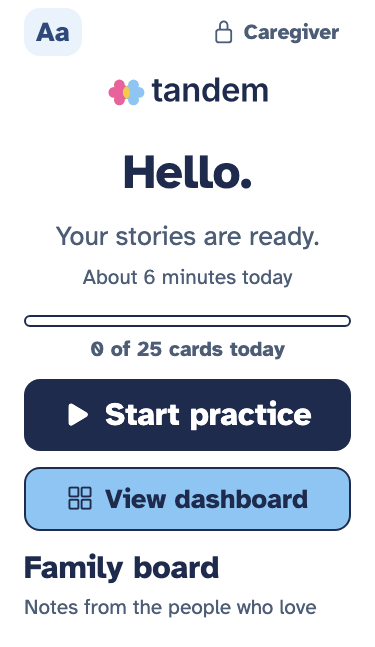 Aa
Caregiver
tandem
Hello.
Your stories are ready.
About 6 minutes today
0 of 25 cards today
Start practice
View dashboard
Family board
Notes from the people who love